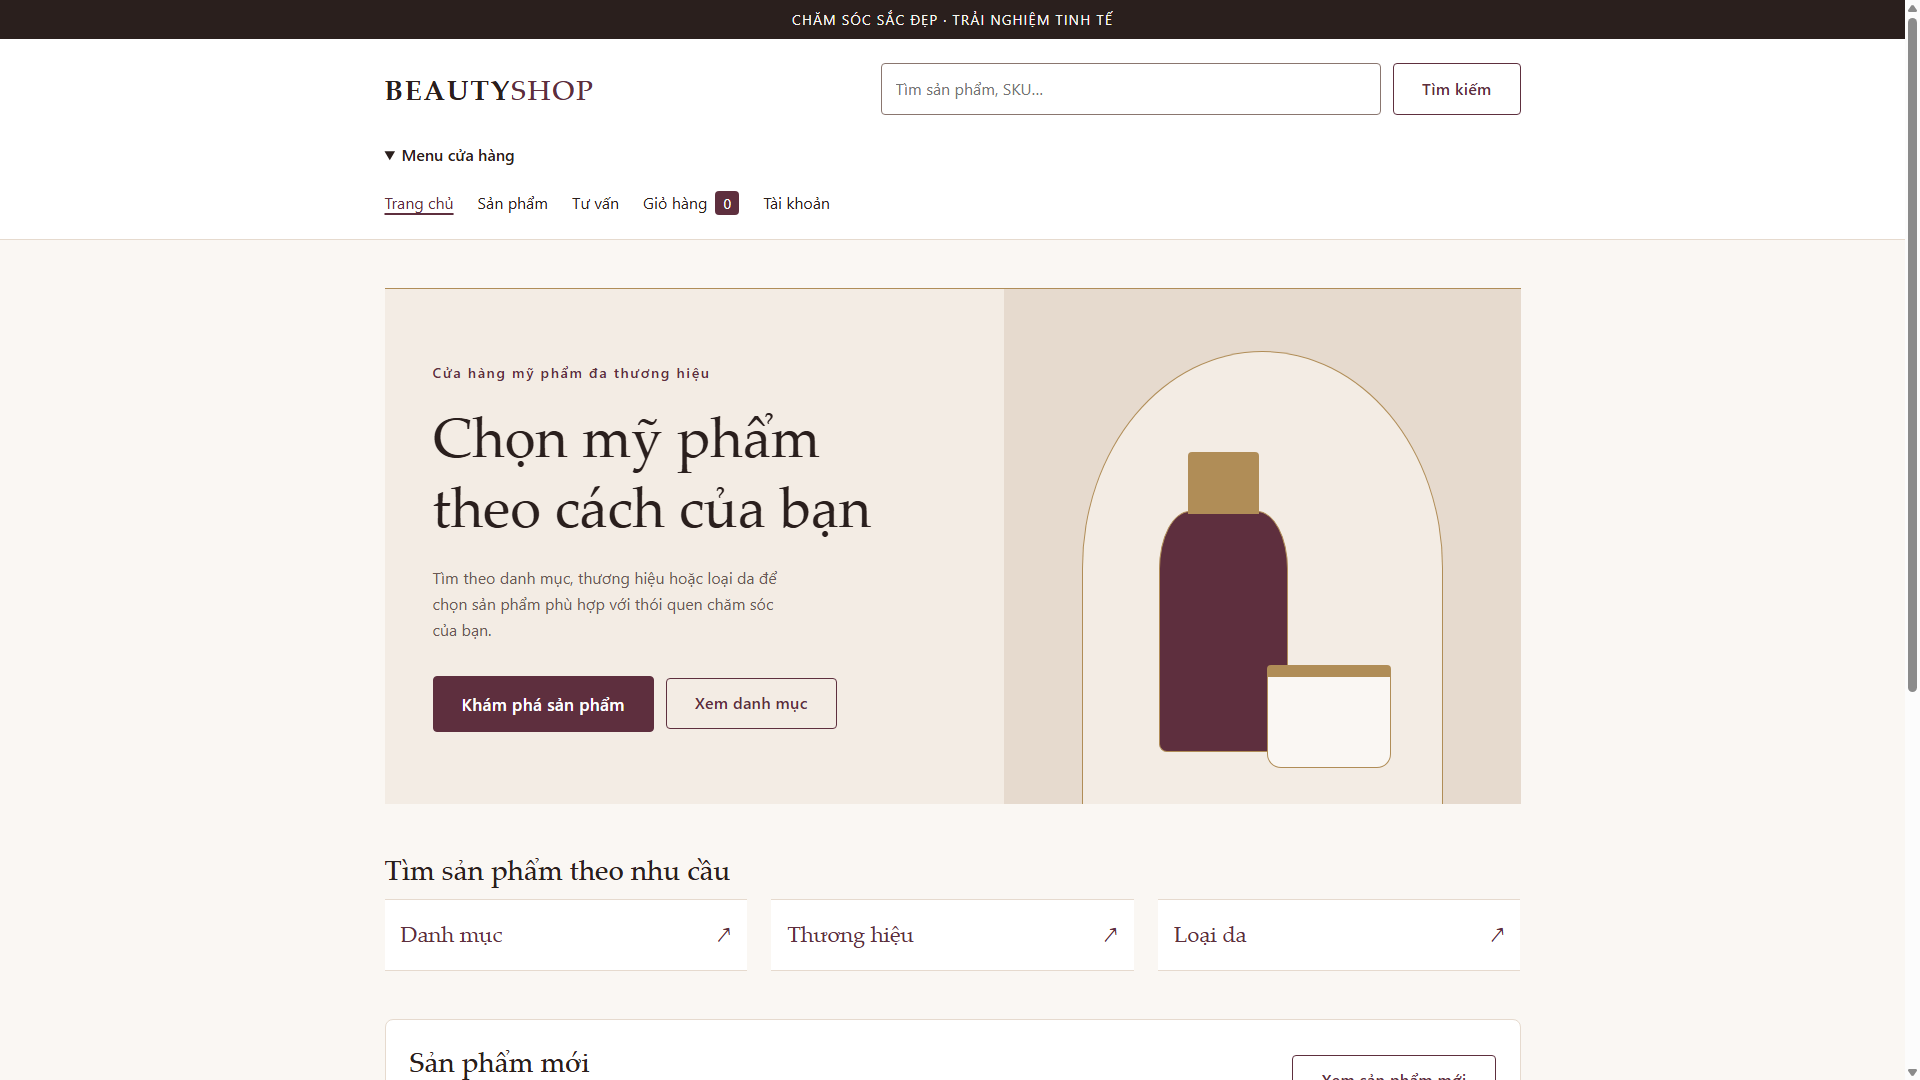 CHĂM SÓC SẮC ĐẸP · TRẢI NGHIỆM TINH TẾ
BEAUTYSHOP
Tìm sản phẩm, SKU...
Tìm kiếm
▼ Menu cửa hàng
Trang chủ
Sản phẩm
Tư vấn
Giỏ hàng 0
Tài khoản
Cửa hàng mỹ phẩm đa thương hiệu
Chọn mỹ phẩm
theo cách của bạn
Tìm theo danh mục, thương hiệu hoặc loại da để
chọn sản phẩm phù hợp với thói quen chăm sóc
của bạn.
Khám phá sản phẩm
Xem danh mục
Tìm sản phẩm theo nhu cầu
Danh mục ↗
Thương hiệu ↗
Loại da ↗
Sản phẩm mới
Xem sản phẩm mới